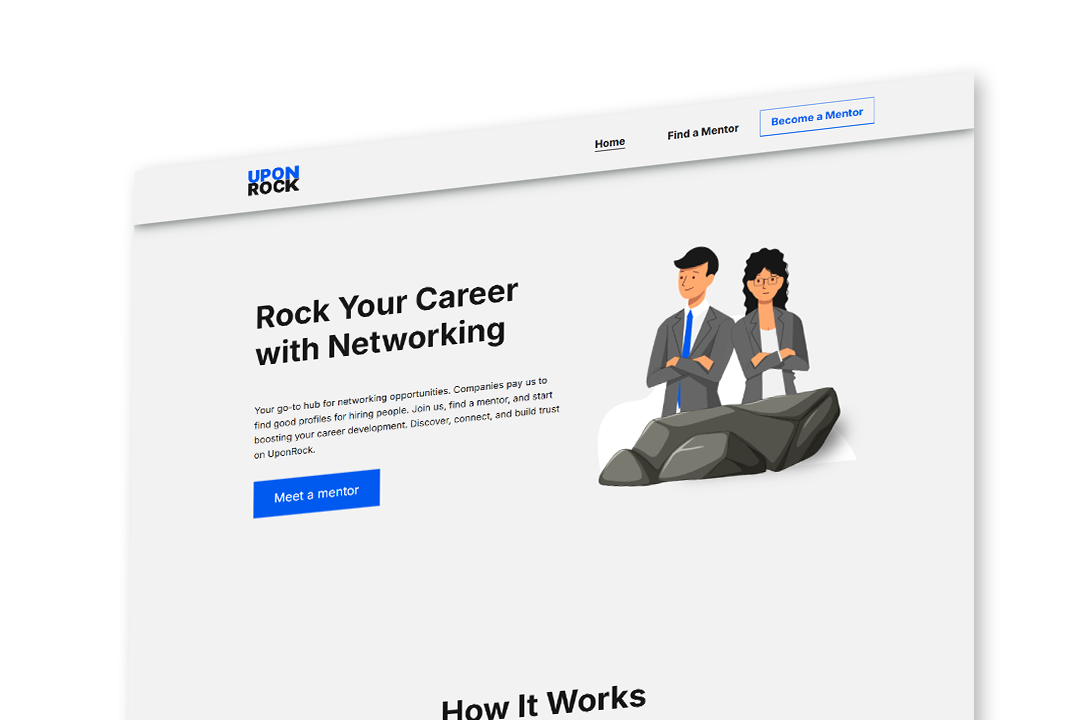 UPON
ROCK
Home
Find a Mentor
Become a Mentor
Rock Your Career
with Networking
Your go-to hub for networking opportunities. Companies pay us to
find good profiles for hiring people. Join us, find a mentor, and start
boosting your career development. Discover, connect, and build trust
on UponRock.
Meet a mentor
How It Works